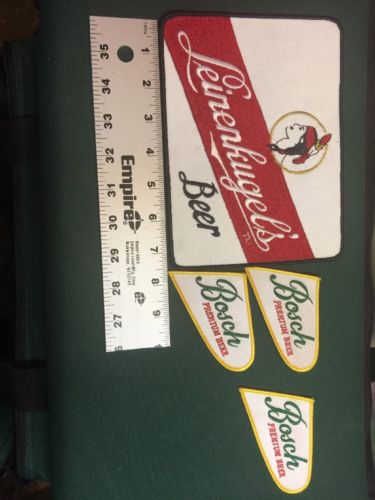 Leinenkugel's
TM
Beer
Bosch
PREMIUM BEER
Bosch
PREMIUM BEER
Bosch
PREMIUM BEER
1 2 3 4 5 6 7 8 9
35 34 33 32 31 30 29 28 27
Empire